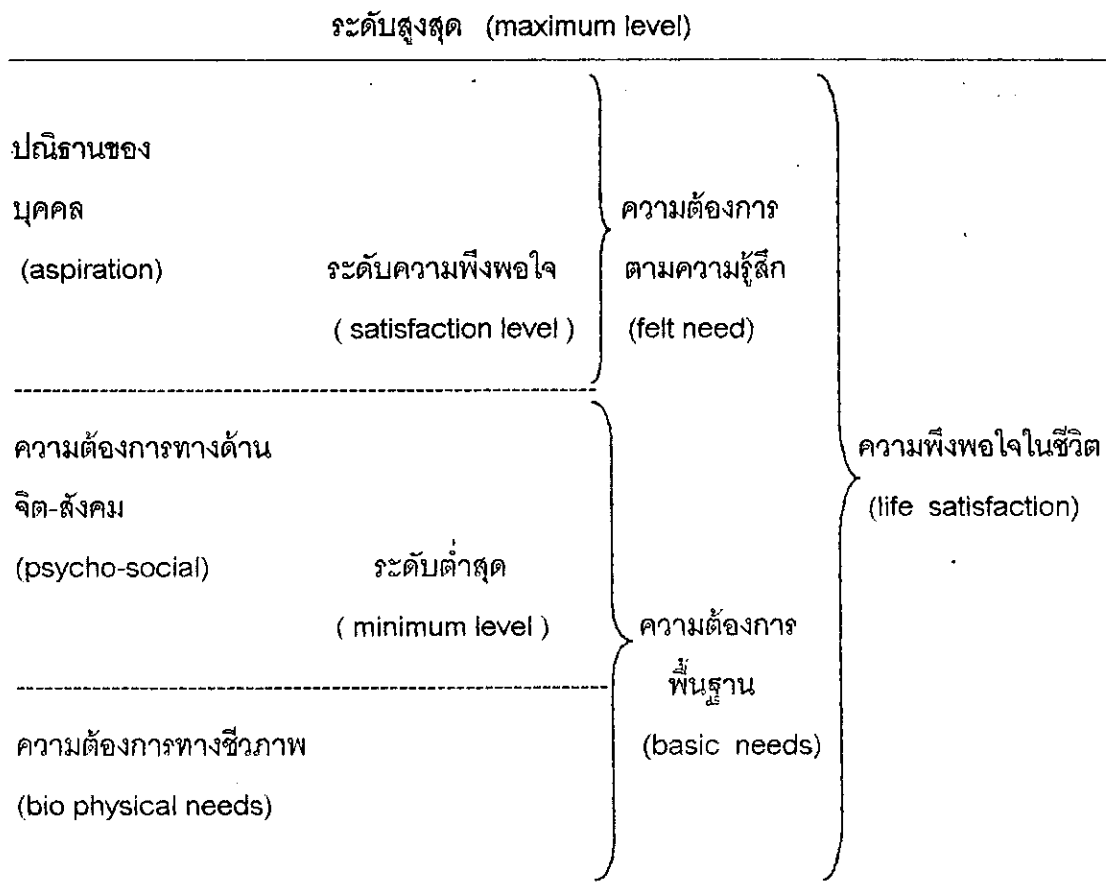 ระดับสูงสุด (maximum level)
ปณิธานของ
บุคคล
(aspiration)
ระดับความพึงพอใจ
( satisfaction level )
ความต้องการ
ตามความรู้สึก
(felt need)
ความต้องการทางด้าน
จิต-สังคม
(psycho-social)
ระดับต่ำสุด
( minimum level )
ความต้องการ
พื้นฐาน
(basic needs)
ความพึงพอใจในชีวิต
(life satisfaction)
ความต้องการทางชีวภาพ
(bio physical needs)